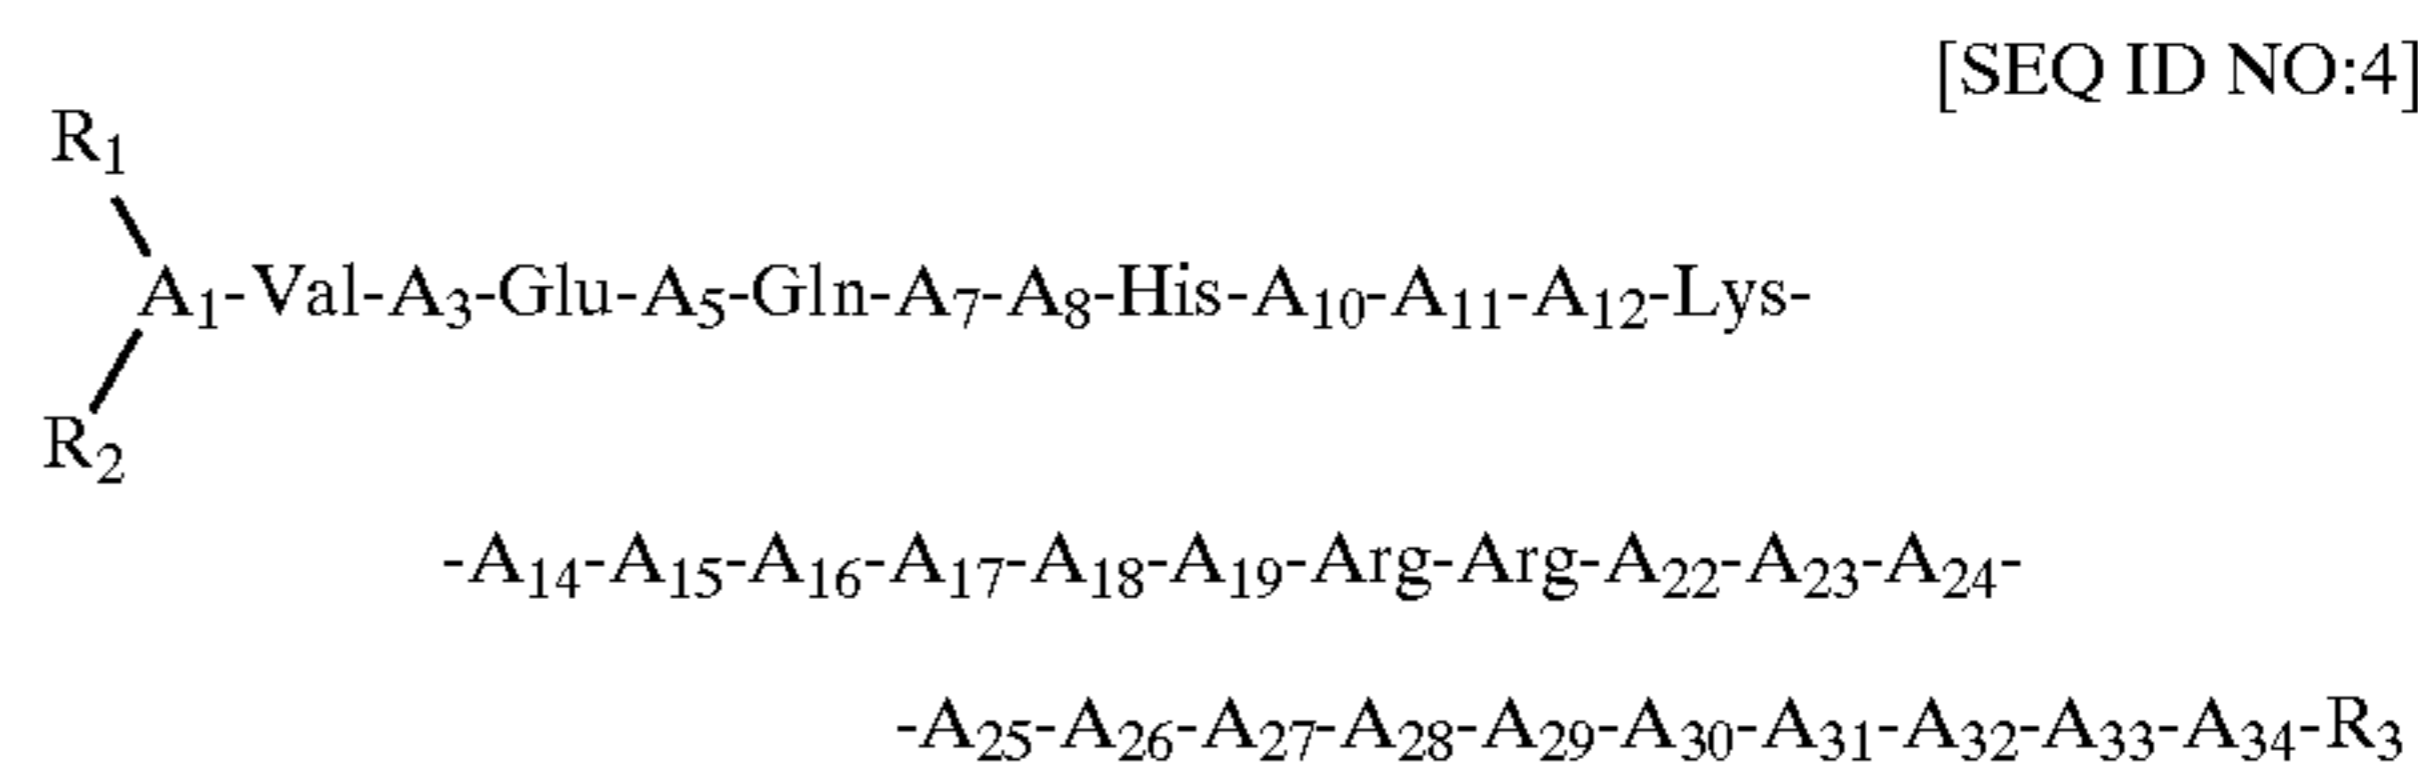 [SEQ ID NO:4]
R₁
A₁-Val-A₃-Glu-A₅-Gln-A₇-A₈-His-A₁₀-A₁₁-A₁₂-Lys-
R₂
-A₁₄-A₁₅-A₁₆-A₁₇-A₁₈-A₁₉-Arg-Arg-A₂₂-A₂₃-A₂₄-
-A₂₅-A₂₆-A₂₇-A₂₈-A₂₉-A₃₀-A₃₁-A₃₂-A₃₃-A₃₄-R₃